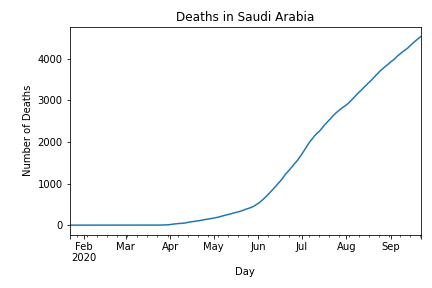 Deaths in Saudi Arabia
Number of Deaths
4000
3000
2000
1000
0
Feb Mar Apr May Jun Jul Aug Sep
2020
Day